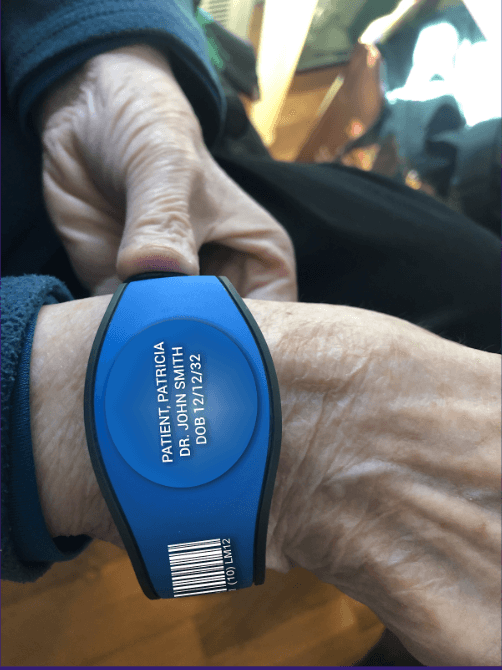 PATIENT, PATRICIA
DR. JOHN SMITH
DOB 12/12/32
(10) LM12